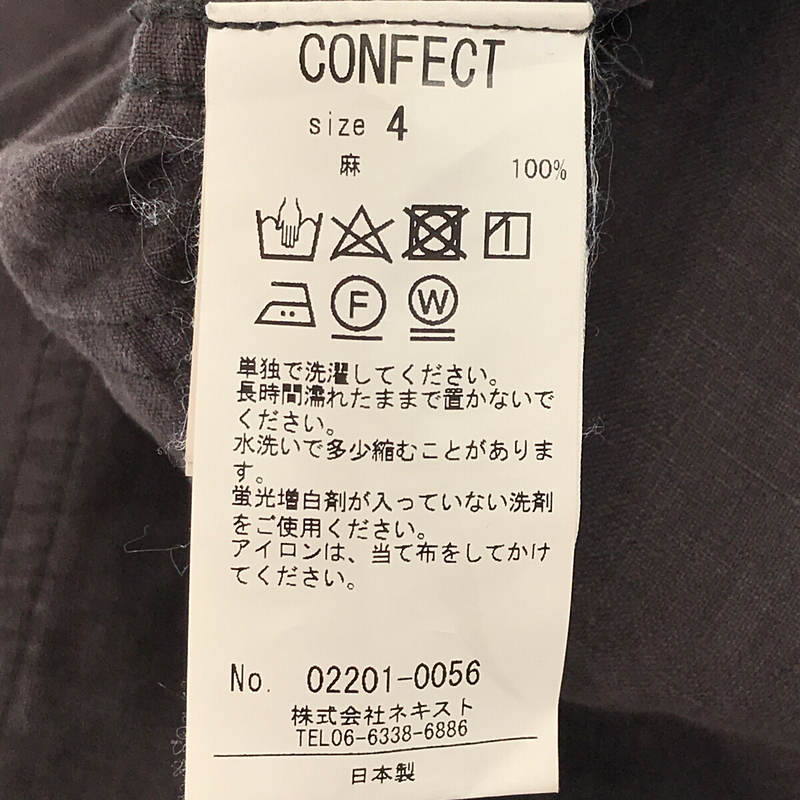 CONFECT
size 4
麻 100%
F W
単独で洗濯してください。
長時間濡れたままで置かないで
ください。
水洗いで多少縮むことがありま
す。
蛍光増白剤が入っていない洗剤
をご使用ください。
アイロンは、当て布をしてかけ
てください。
No. 02201-0056
株式会社ネキスト
TEL06-6338-6886
日本製